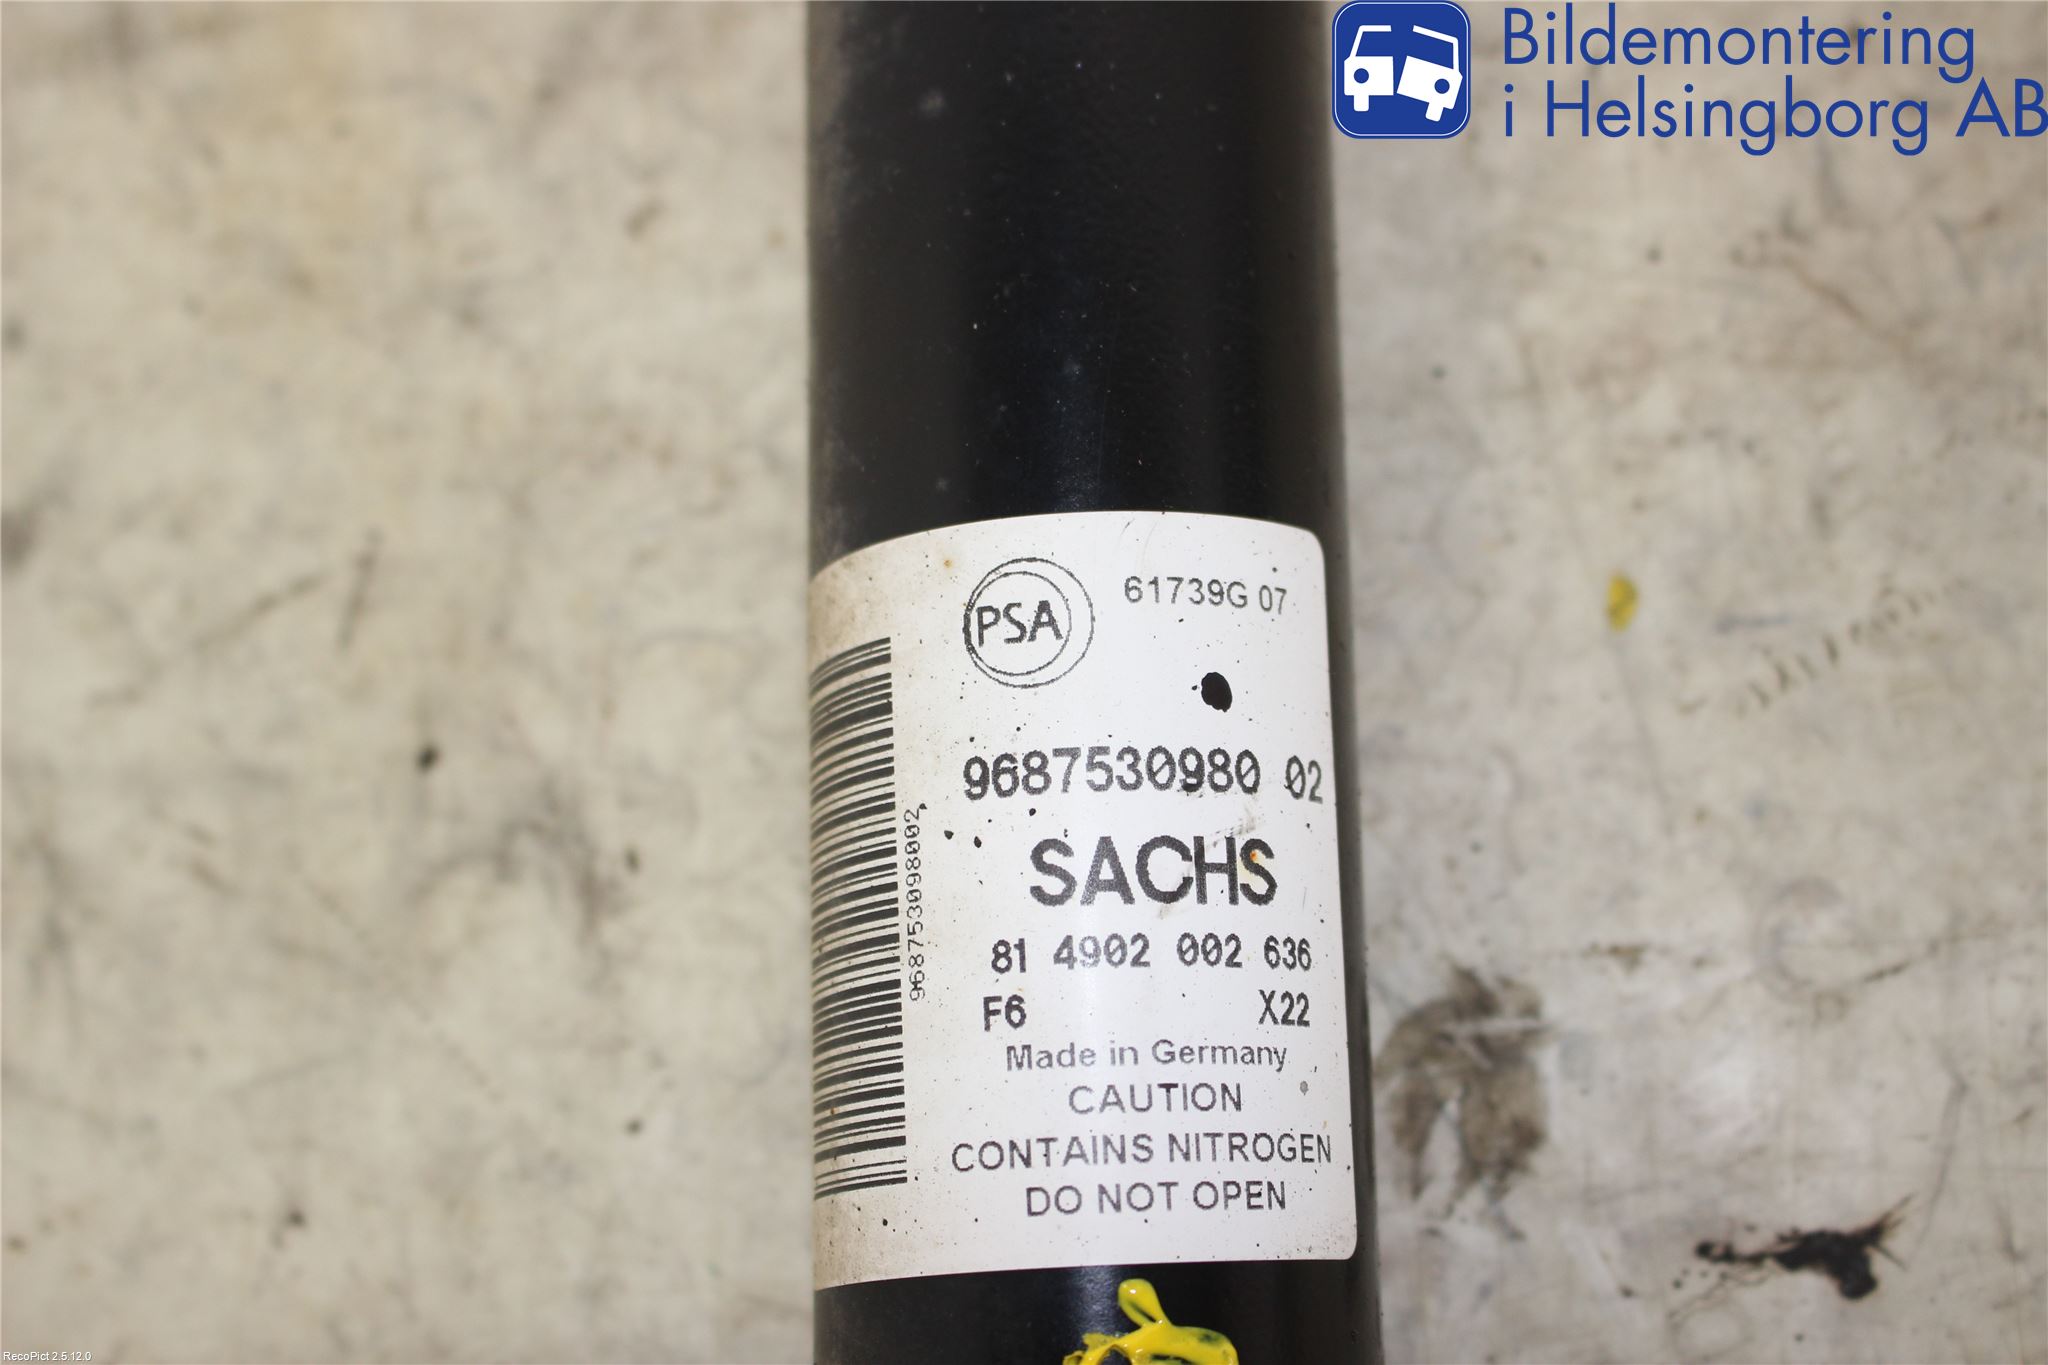 Bildemontering
i Helsingborg AB
PSA
61739G 07
9687530980 02
968753098002
SACHS
81 4902 002 636
F6 X22
Made in Germany
CAUTION
CONTAINS NITROGEN
DO NOT OPEN
RecoPict 2.5.12.0